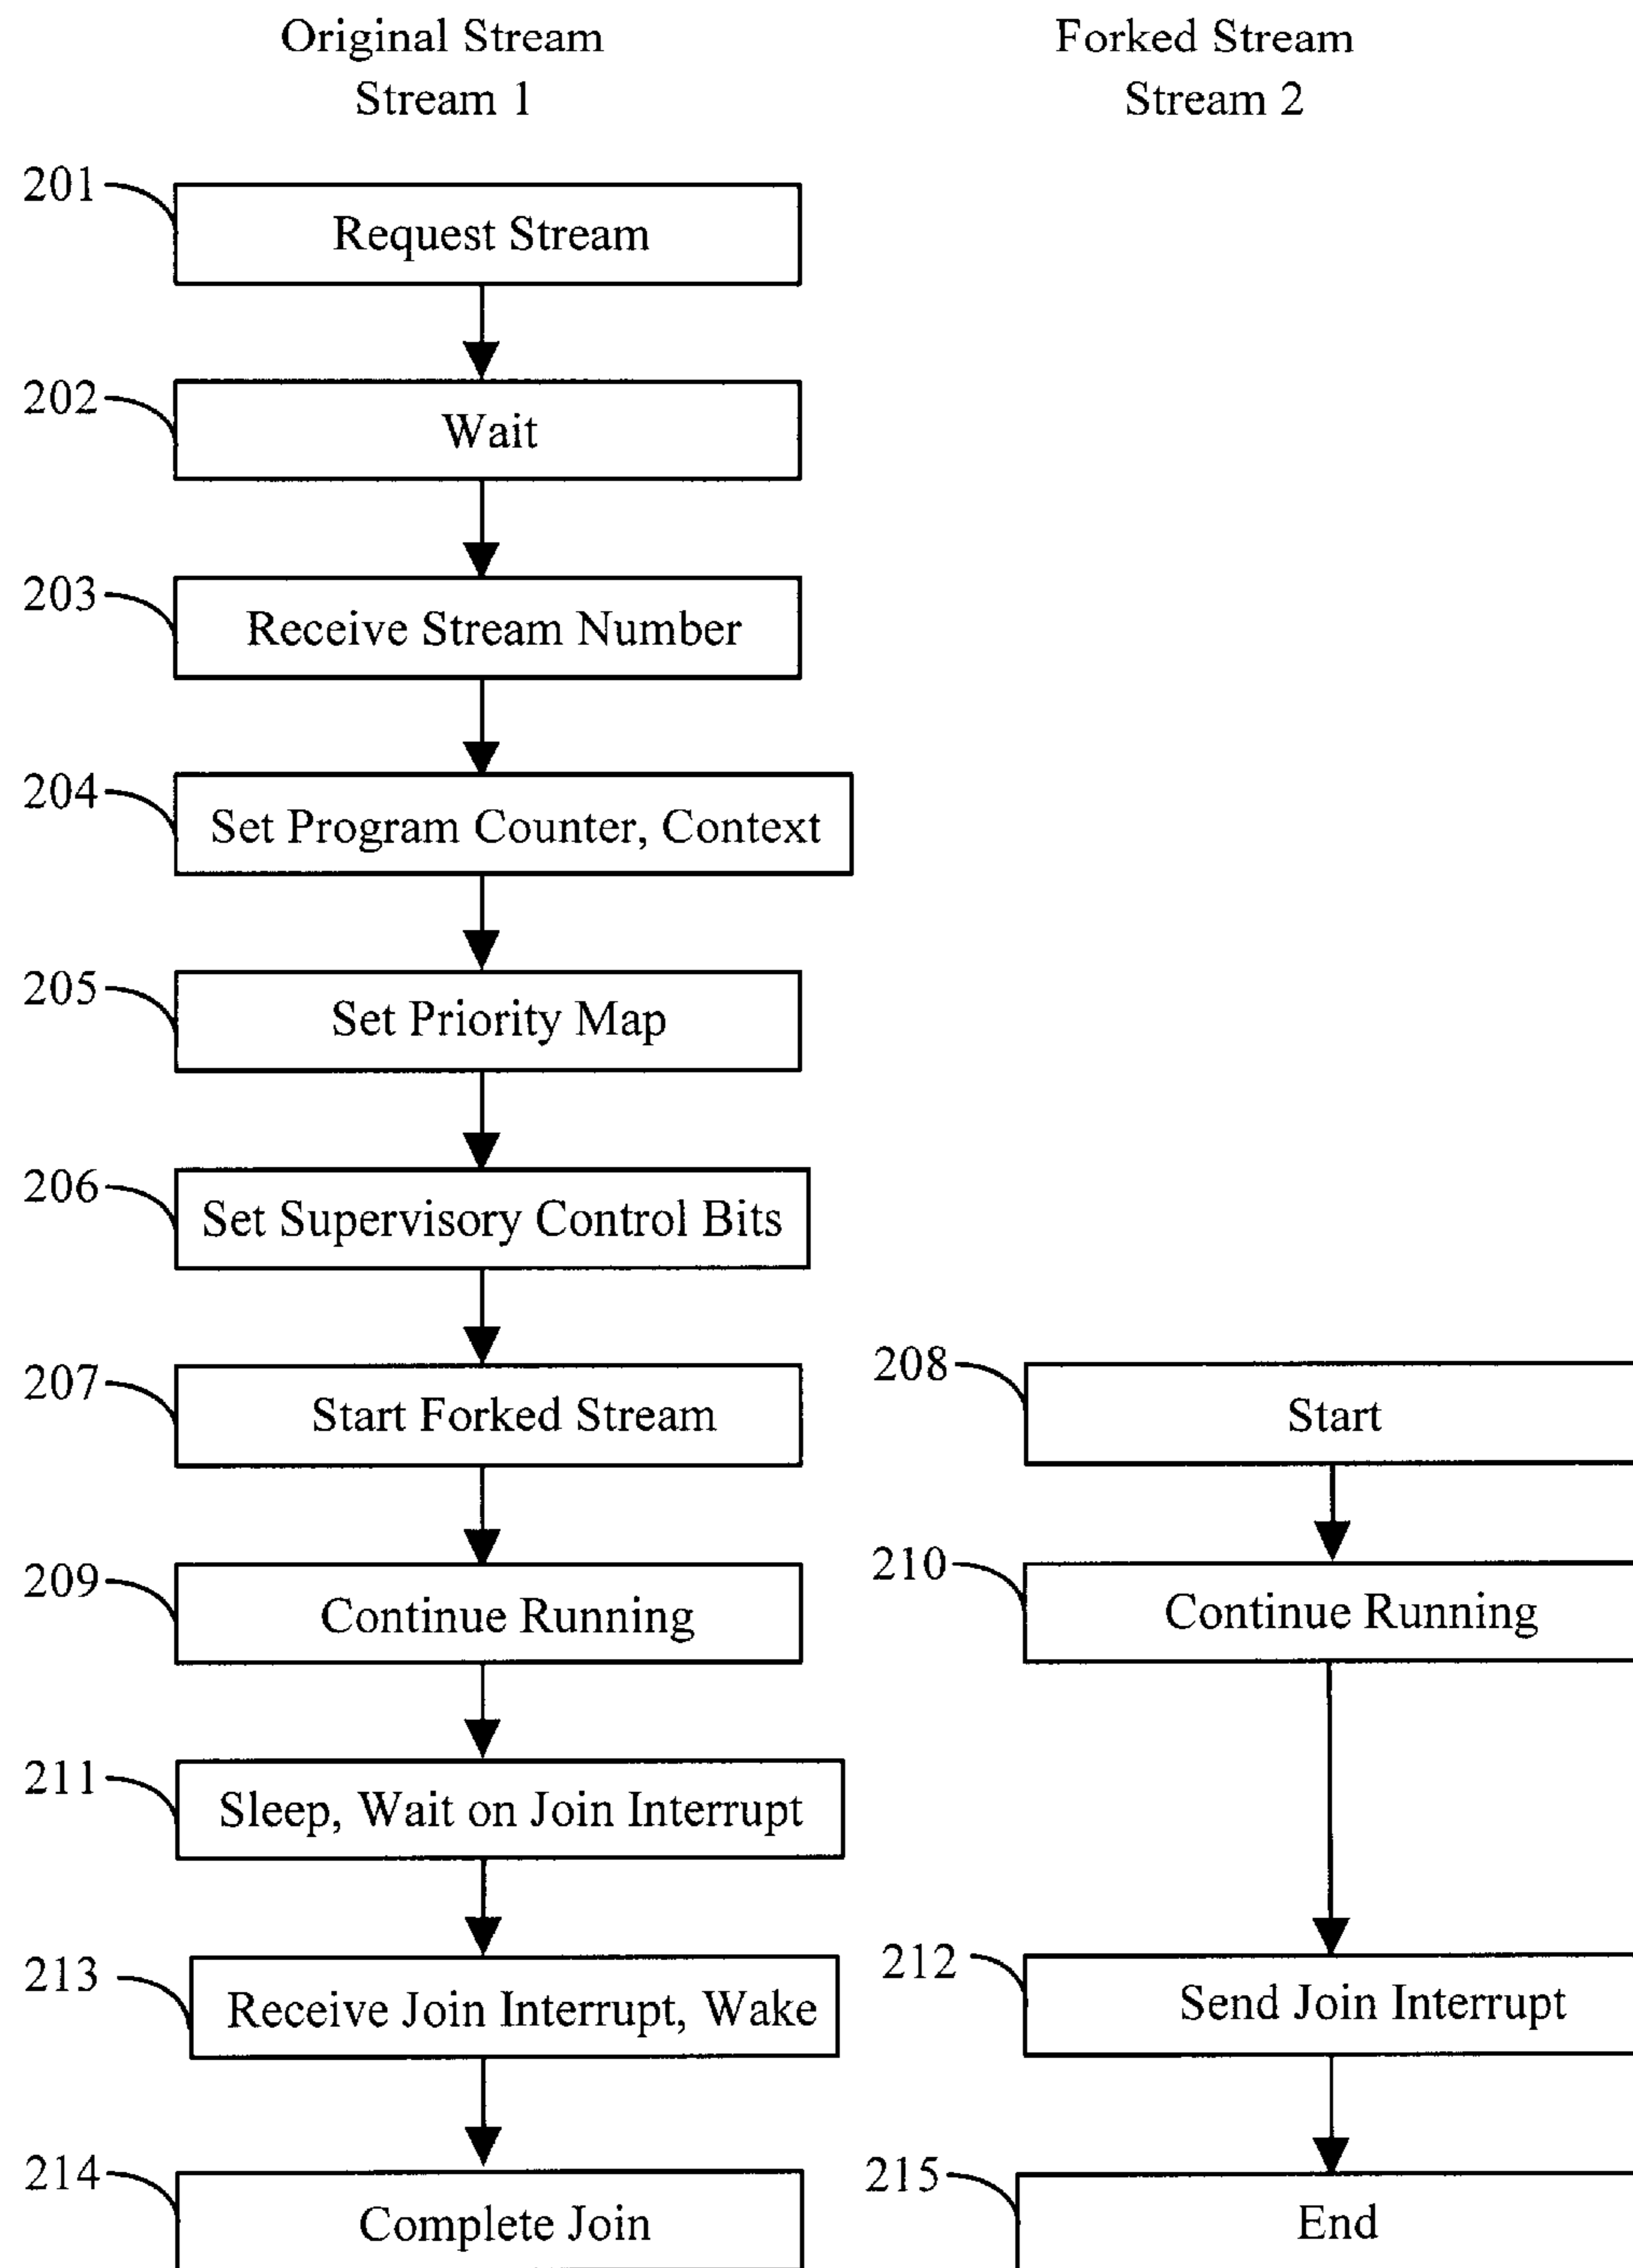 Original Stream
Stream 1
Forked Stream
Stream 2
201
Request Stream
202
Wait
203
Receive Stream Number
204
Set Program Counter, Context
205
Set Priority Map
206
Set Supervisory Control Bits
207
Start Forked Stream
208
Start
209
Continue Running
210
Continue Running
211
Sleep, Wait on Join Interrupt
213
Receive Join Interrupt, Wake
212
Send Join Interrupt
214
Complete Join
215
End